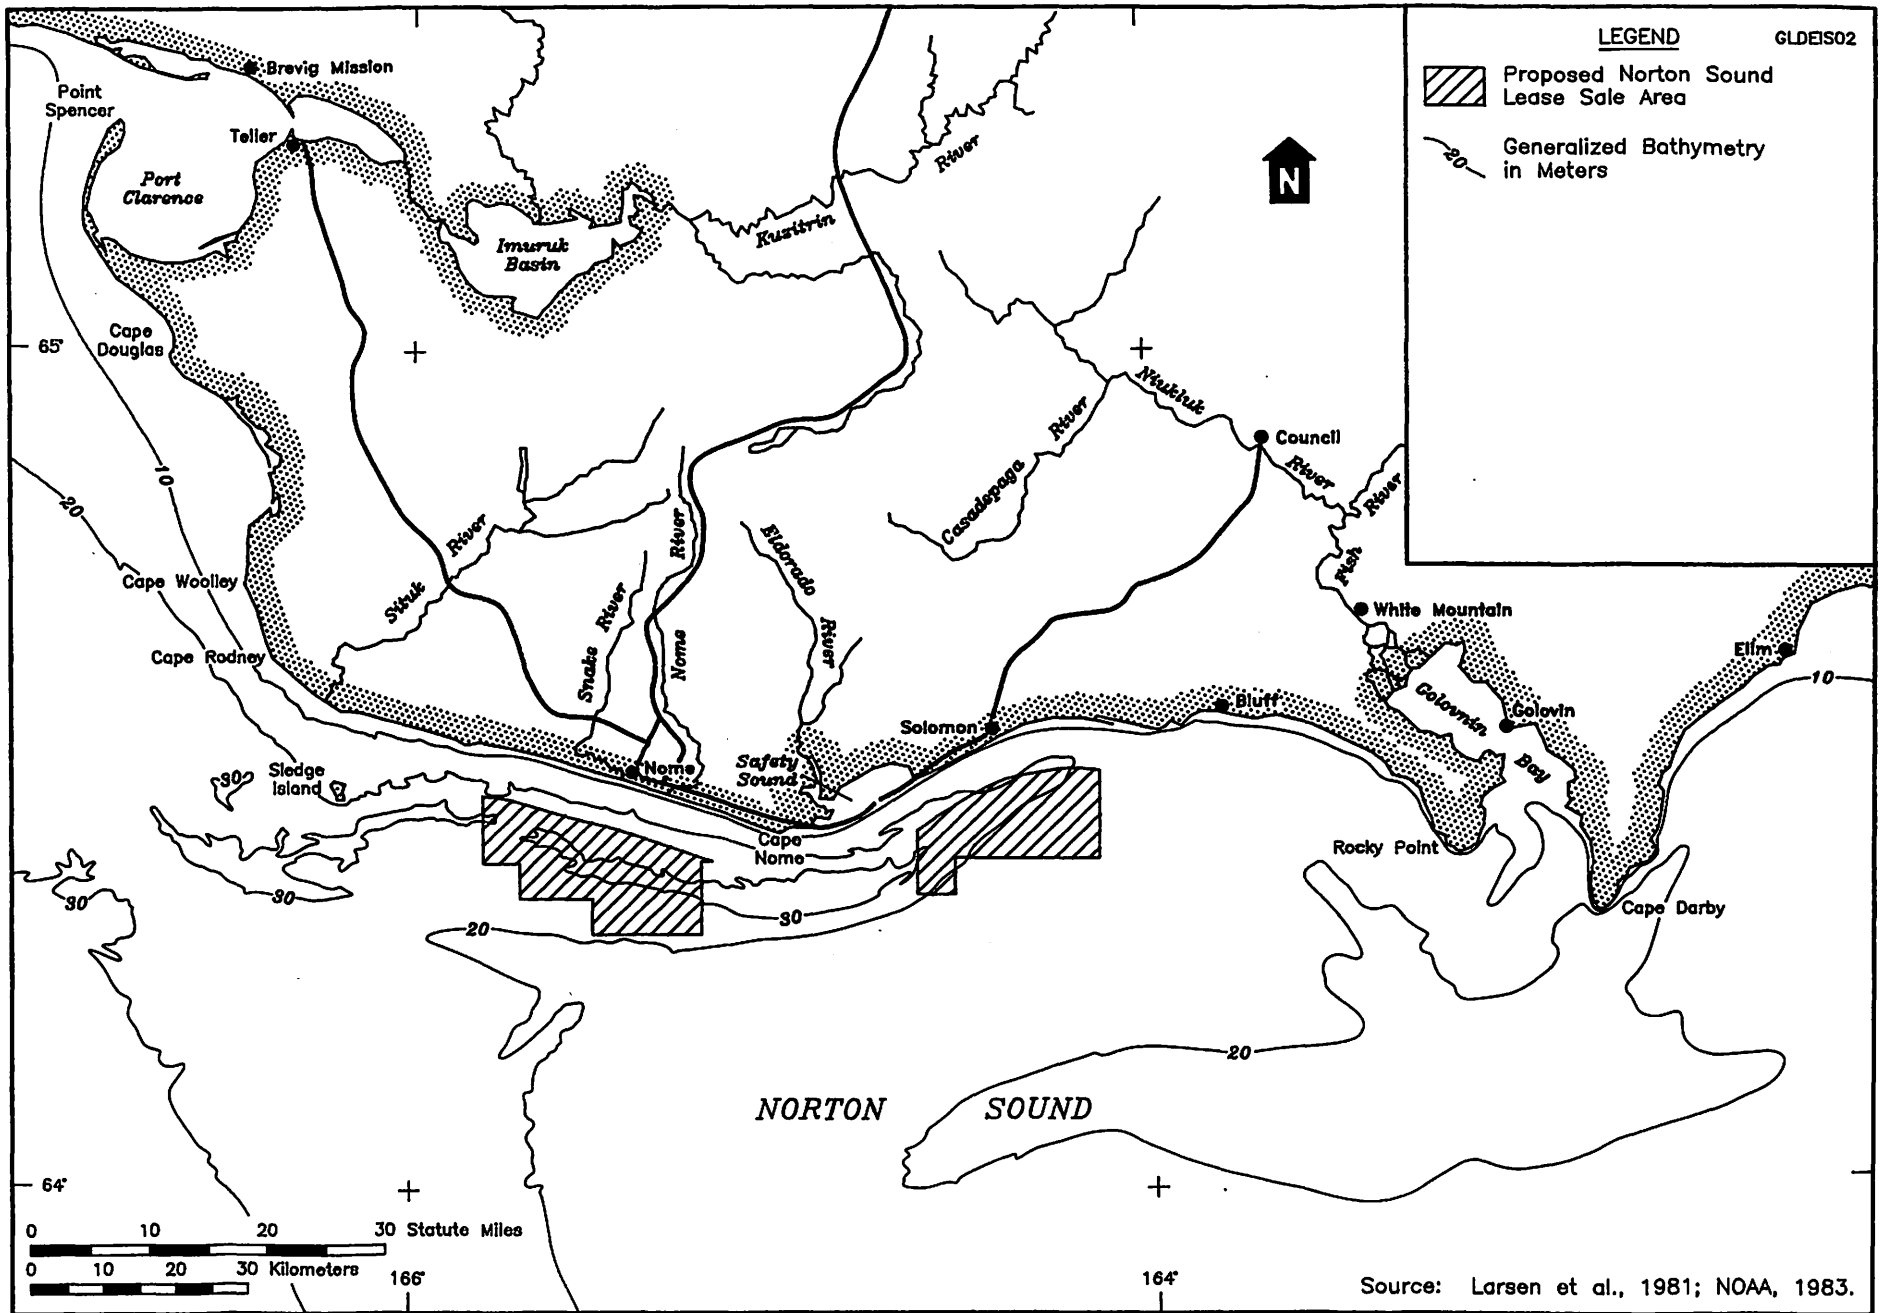 LEGEND
GLDEIS02
Proposed Norton Sound
Lease Sale Area
20
Generalized Bathymetry
in Meters
N
Brevig Mission
Point
Spencer
Teller
Port
Clarence
Imuruk
Basin
Kuzitrin
River
Cape
Douglas
65°
10
20
Niukluk
River
Council
Casadepaga
River
Fish
River
White Mountain
Elim
10
Golovnin
Bay
Golovin
Cape Woolley
Cape Rodney
Situk
River
Snake
River
Nome
River
Eldorado
River
Solomon
Bluff
Safety
Sound
Nome
Sledge
Island
30
30
30
Cape
Nome
30
20
Rocky Point
Cape Darby
20
NORTON SOUND
64°
0 10 20 30 Statute Miles
0 10 20 30 Kilometers
166°
164°
Source: Larsen et al., 1981; NOAA, 1983.